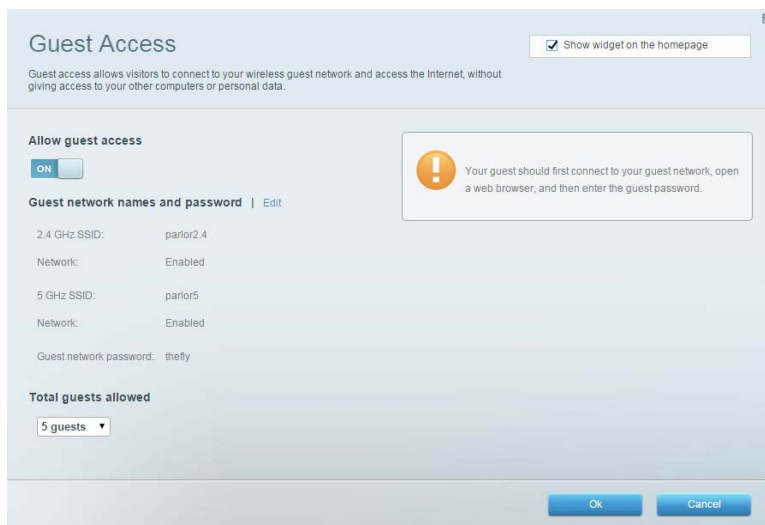 Guest Access
Show widget on the homepage
Guest access allows visitors to connect to your wireless guest network and access the Internet, without
giving access to your other computers or personal data.
Allow guest access
ON
Your guest should first connect to your guest network, open
a web browser, and then enter the guest password.
Guest network names and password | Edit
2.4 GHz SSID: parlor2.4
Network: Enabled
5 GHz SSID: parlor5
Network: Enabled
Guest network password: thefly
Total guests allowed
5 guests
Ok Cancel